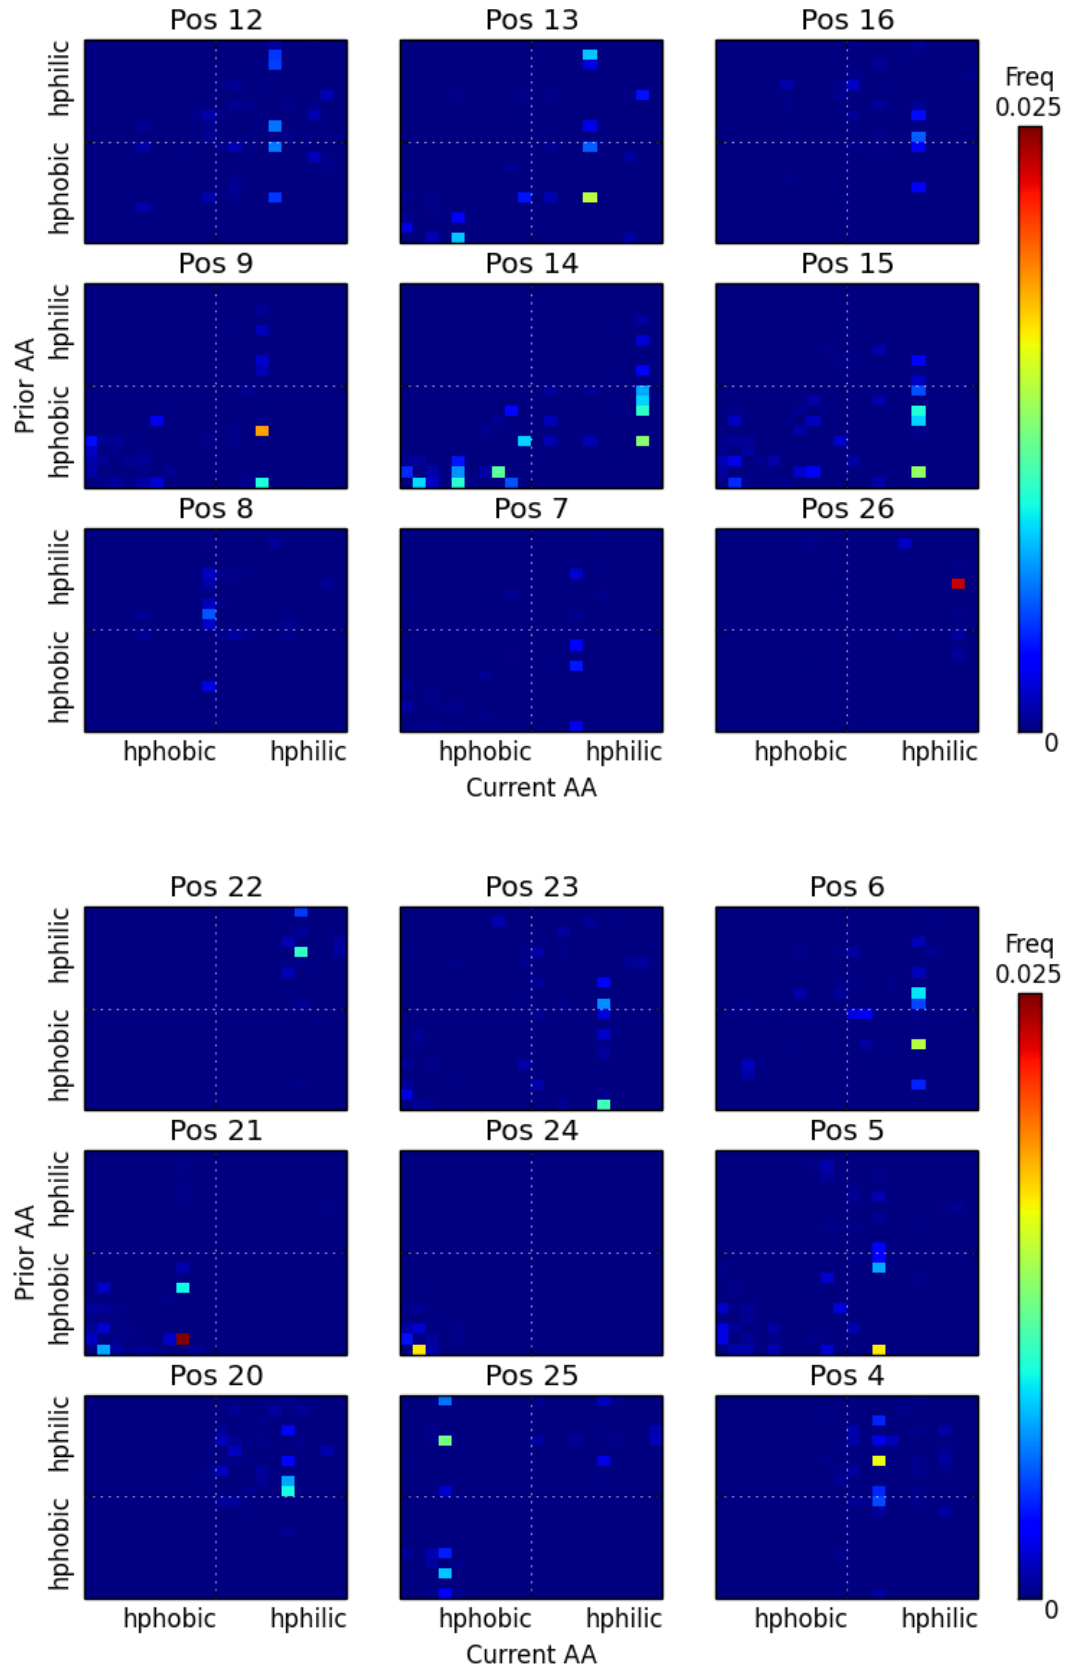 Pos 12 Pos 13 Pos 16
hphilic
hphobic
Freq
0.025
Pos 9 Pos 14 Pos 15
Prior AA
hphilic
hphobic
Pos 8 Pos 7 Pos 26
hphilic
hphobic
0
hphobic hphilic hphobic hphilic hphobic hphilic
Current AA
Pos 22 Pos 23 Pos 6
hphilic
hphobic
Freq
0.025
Pos 21 Pos 24 Pos 5
Prior AA
hphilic
hphobic
Pos 20 Pos 25 Pos 4
hphilic
hphobic
0
hphobic hphilic hphobic hphilic hphobic hphilic
Current AA